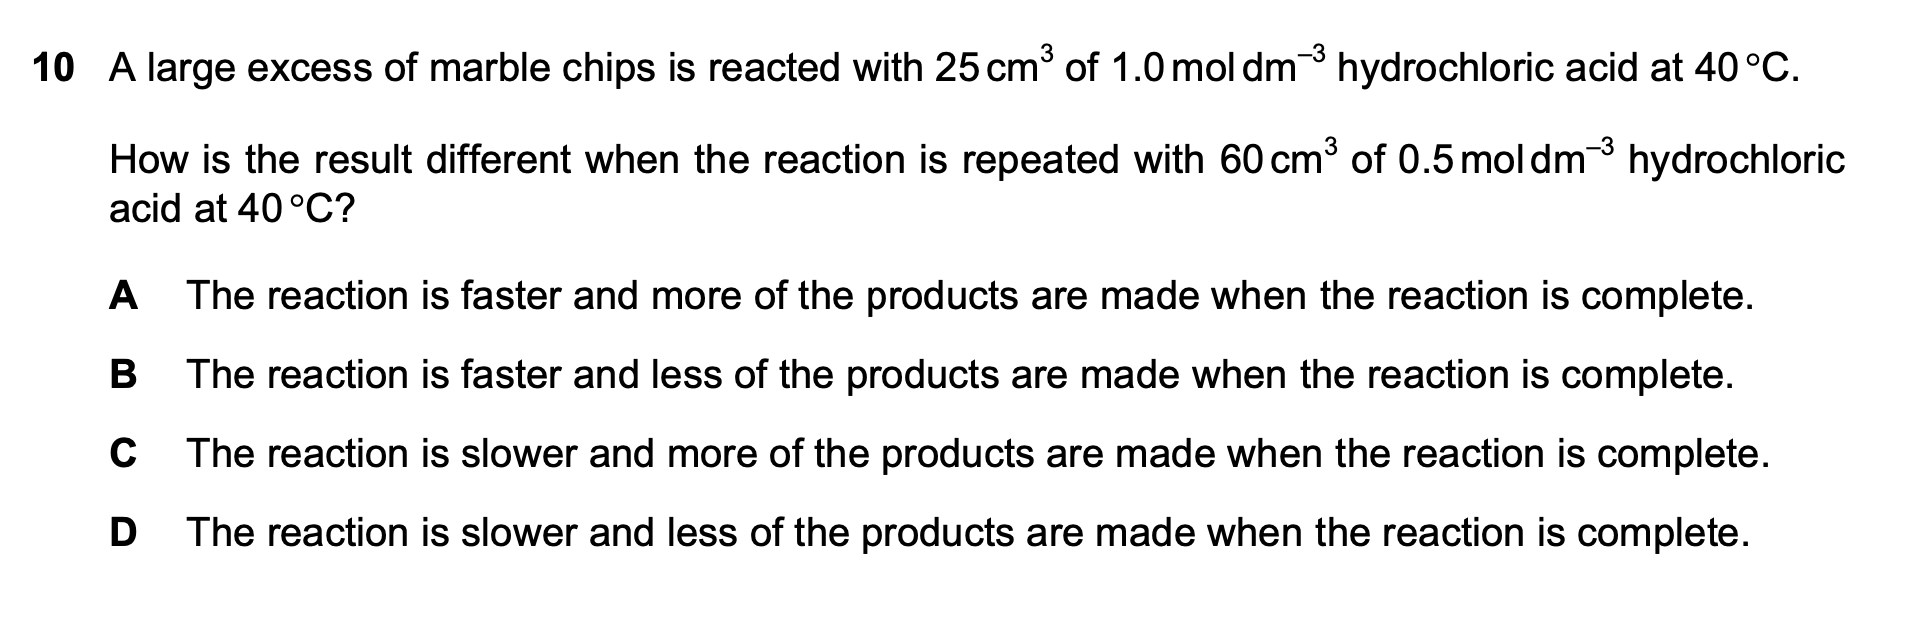 10 A large excess of marble chips is reacted with 25 cm³ of 1.0 mol dm⁻³ hydrochloric acid at 40 °C.
How is the result different when the reaction is repeated with 60 cm³ of 0.5 mol dm⁻³ hydrochloric
acid at 40 °C?
A The reaction is faster and more of the products are made when the reaction is complete.
B The reaction is faster and less of the products are made when the reaction is complete.
C The reaction is slower and more of the products are made when the reaction is complete.
D The reaction is slower and less of the products are made when the reaction is complete.